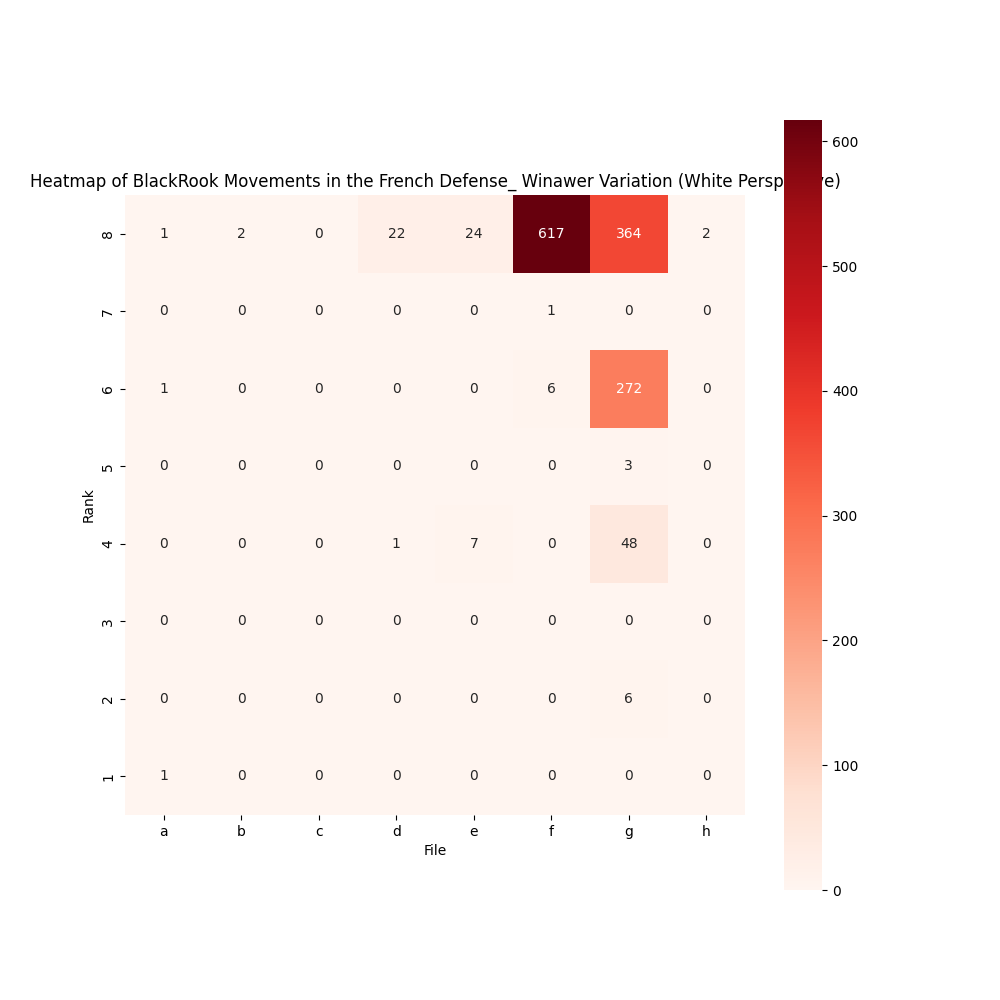 Heatmap of BlackRook Movements in the French Defense_ Winawer Variation (White Persp ve)
600
8 1 2 0 22 24 617 364 2
500
7 0 0 0 0 0 1 0 0
400
6 1 0 0 0 0 6 272 0
5 0 0 0 0 0 0 3 0
Rank
300
4 0 0 0 1 7 0 48 0
200
3 0 0 0 0 0 0 0 0
2 0 0 0 0 0 0 6 0
100
1 1 0 0 0 0 0 0 0
a b c d e f g h
File
0